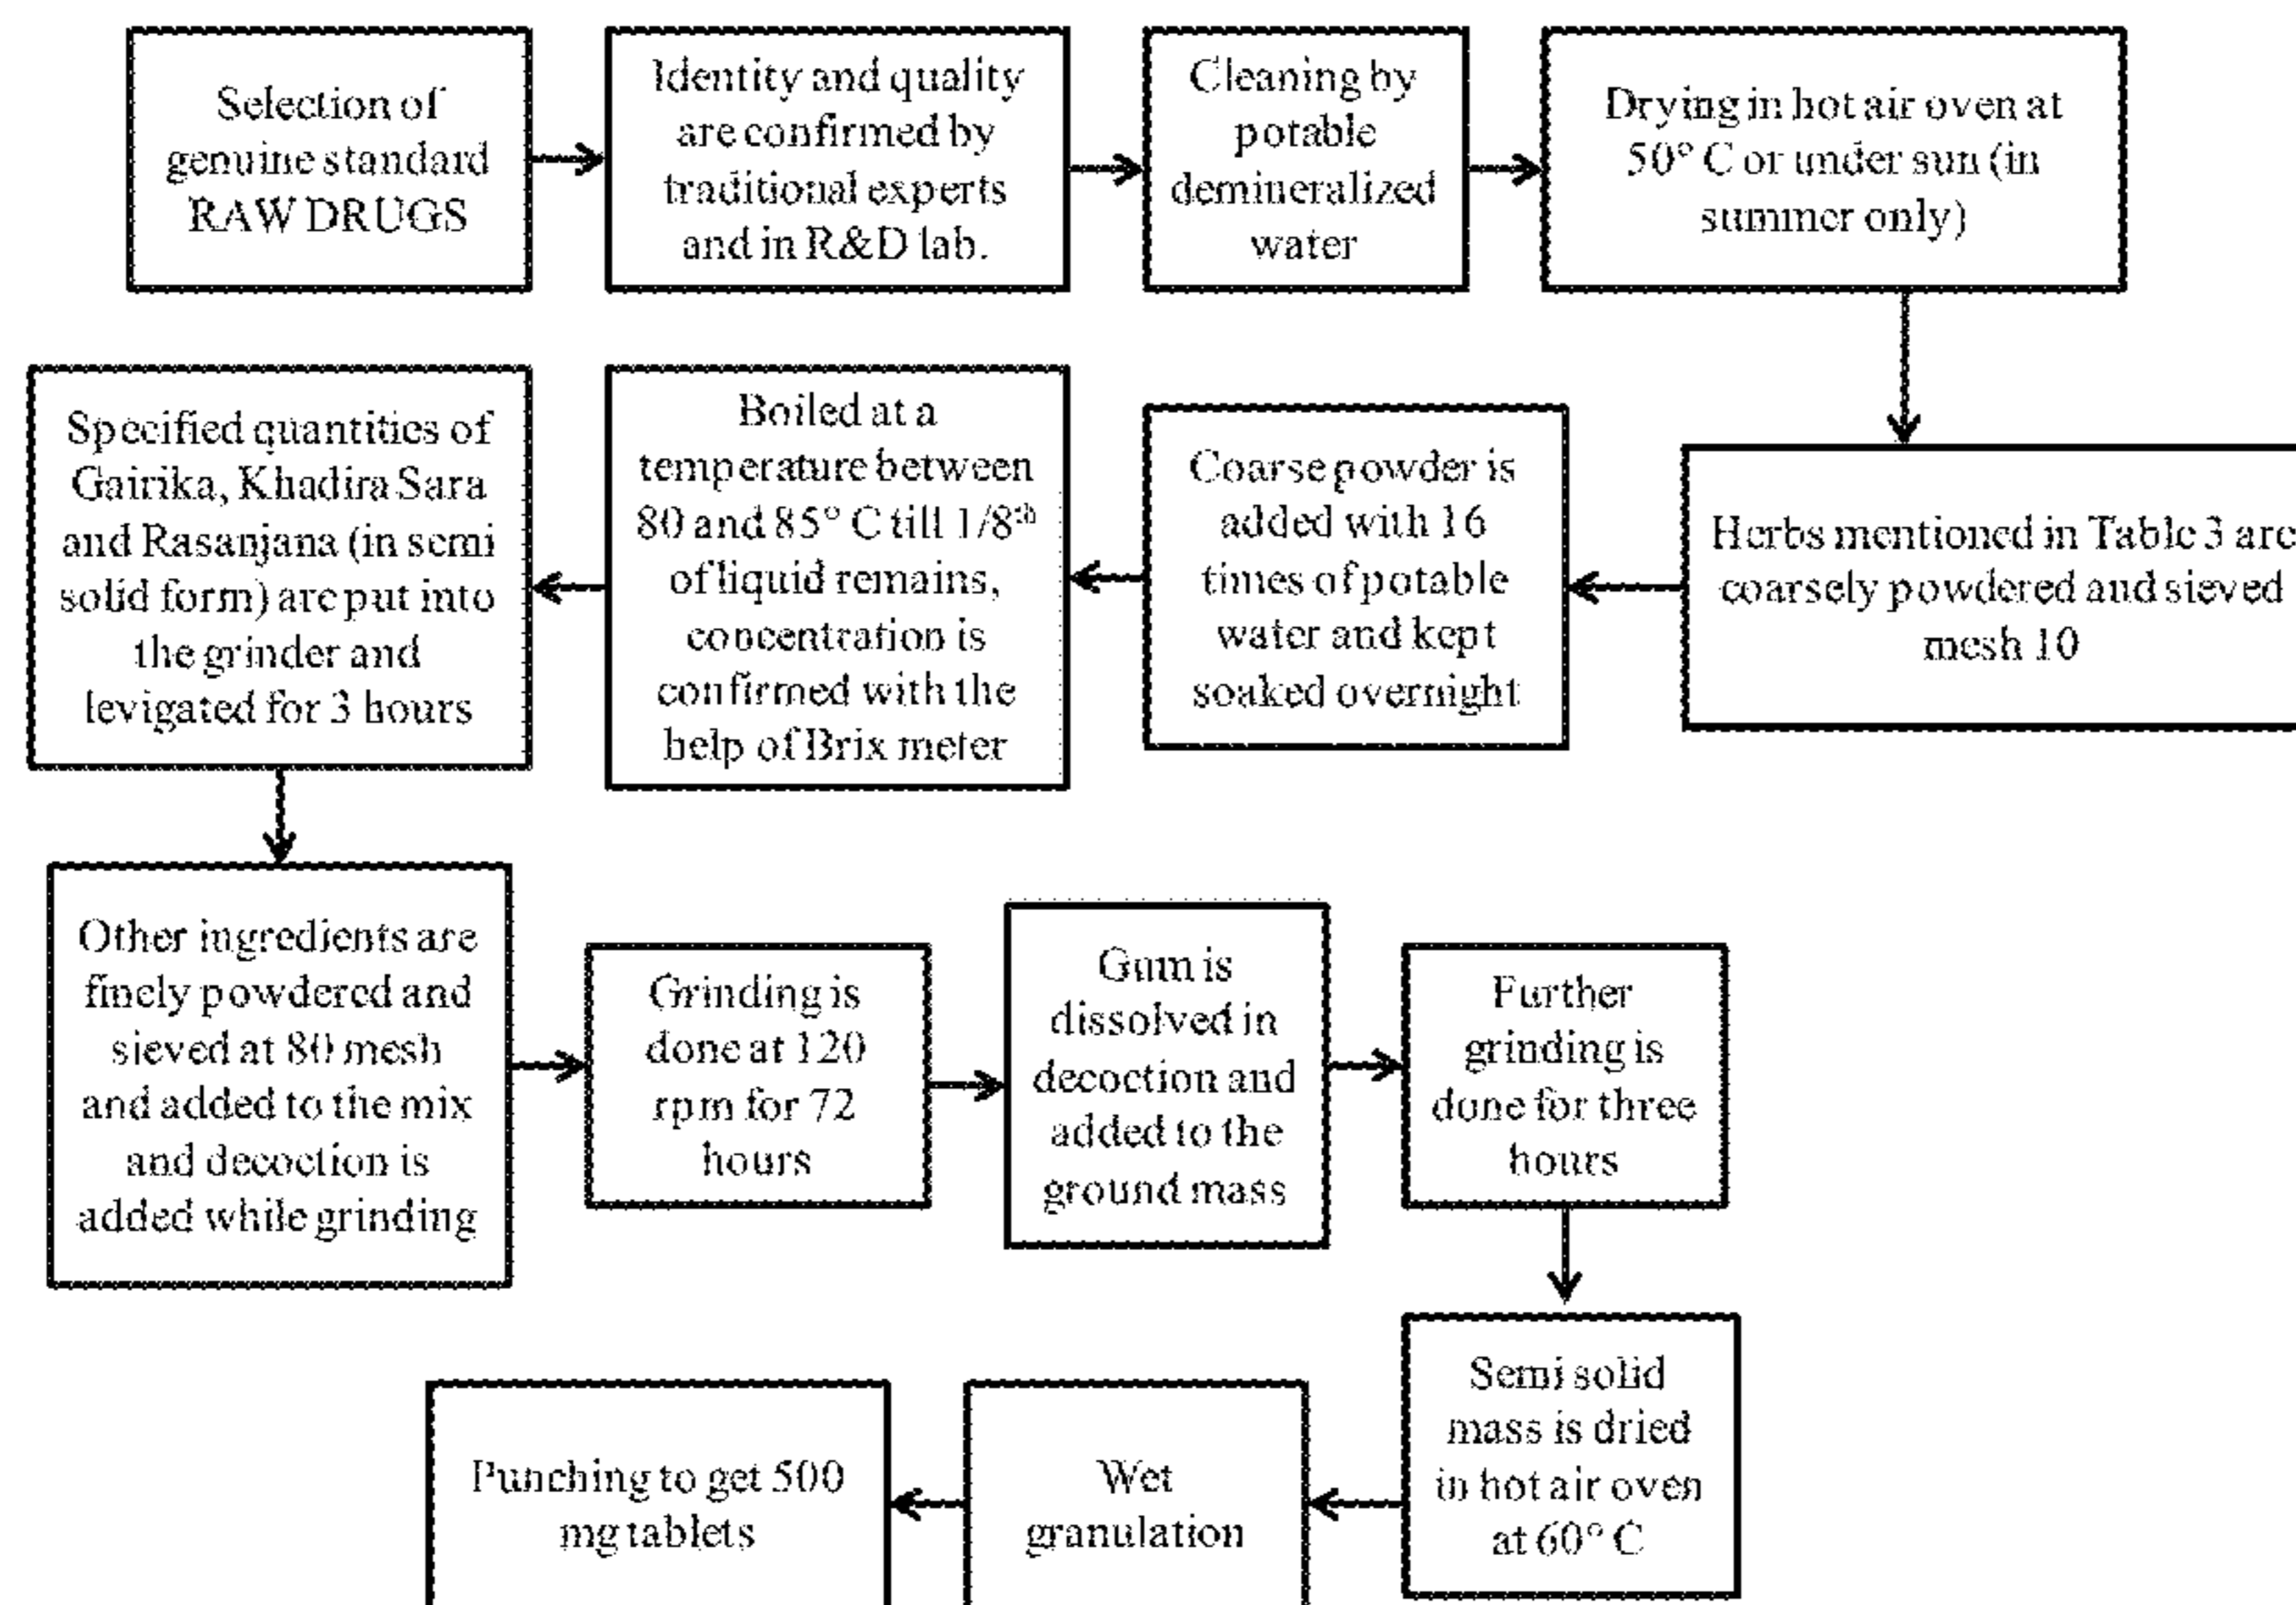 Selection of
genuine standard
RAW DRUGS
Identity and quality
are confirmed by
traditional experts
and in R&D lab.
Cleaning by
potable
demineralized
water
Drying in hot air oven at
50° C or under sun (in
summer only)
Herbs mentioned in Table 3 are
coarsely powdered and sieved
mesh 10
Coarse powder is
added with 16
times of potable
water and kept
soaked overnight
Boiled at a
temperature between
80 and 85° C till 1/8th
of liquid remains,
concentration is
confirmed with the
help of Brix meter
Specified quantities of
Gairika, Khadira Sara
and Rasanjana (in semi
solid form) are put into
the grinder and
levigated for 3 hours
Other ingredients are
finely powdered and
sieved at 80 mesh
and added to the mix
and decoction is
added while grinding
Grinding is
done at 120
rpm for 72
hours
Gum is
dissolved in
decoction and
added to the
ground mass
Further
grinding is
done for three
hours
Semi solid
mass is dried
in hot air oven
at 60° C
Wet
granulation
Punching to get 500
mg tablets